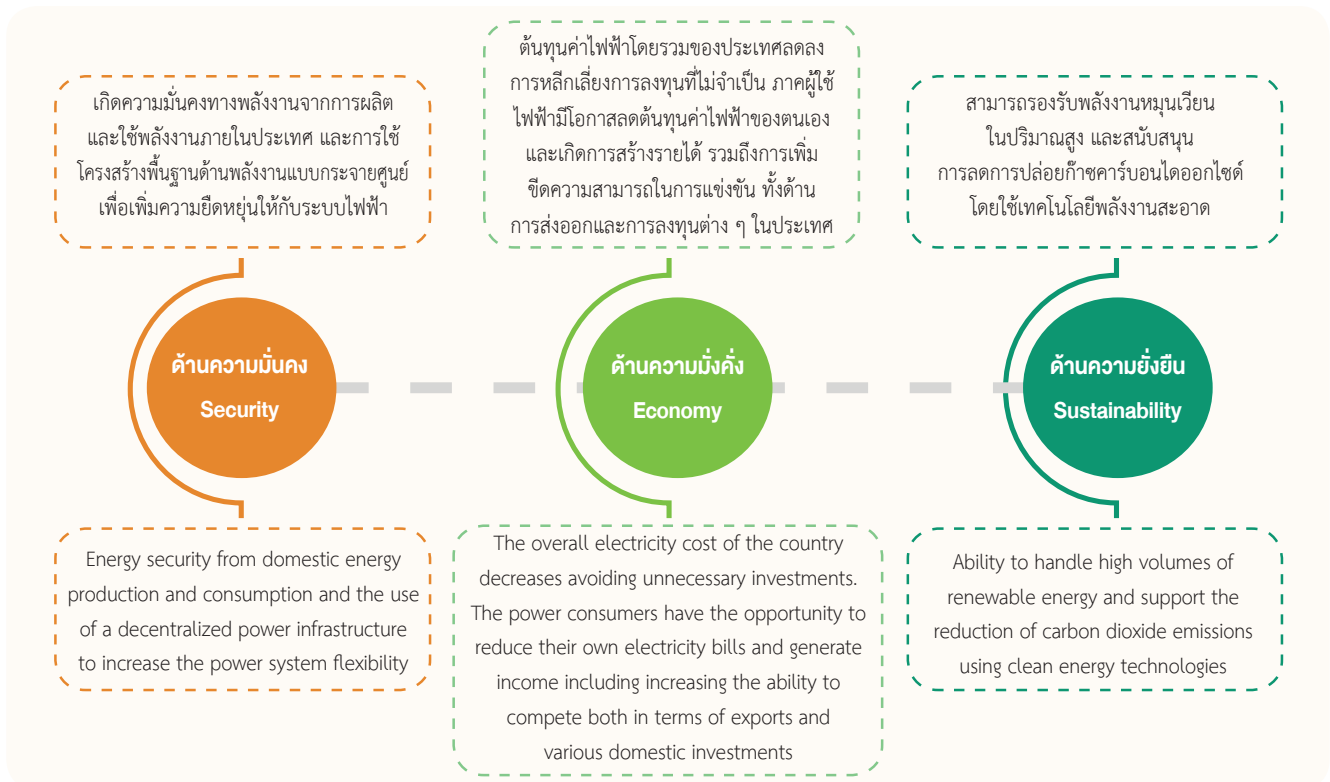 เกิดความมั่นคงทางพลังงานจากการผลิต
และใช้พลังงานภายในประเทศ และการใช้
โครงสร้างพื้นฐานด้านพลังงานแบบกระจายศูนย์
เพื่อเพิ่มความยืดหยุ่นให้กับระบบไฟฟ้า
ต้นทุนค่าไฟฟ้าโดยรวมของประเทศลดลง
การหลีกเลี่ยงการลงทุนที่ไม่จำเป็น ภาคผู้ใช้
ไฟฟ้ามีโอกาสลดต้นทุนค่าไฟฟ้าของตนเอง
และเกิดการสร้างรายได้ รวมถึงการเพิ่ม
ขีดความสามารถในการแข่งขัน ทั้งด้าน
การส่งออกและการลงทุนต่าง ๆ ในประเทศ
สามารถรองรับพลังงานหมุนเวียน
ในปริมาณสูง และสนับสนุน
การลดการปล่อยก๊าซคาร์บอนไดออกไซด์
โดยใช้เทคโนโลยีพลังงานสะอาด
ด้านความมั่นคง
Security
ด้านความมั่งคั่ง
Economy
ด้านความยั่งยืน
Sustainability
Energy security from domestic energy
production and consumption and the use
of a decentralized power infrastructure
to increase the power system flexibility
The overall electricity cost of the country
decreases avoiding unnecessary investments.
The power consumers have the opportunity to
reduce their own electricity bills and generate
income including increasing the ability to
compete both in terms of exports and
various domestic investments
Ability to handle high volumes of
renewable energy and support the
reduction of carbon dioxide emissions
using clean energy technologies